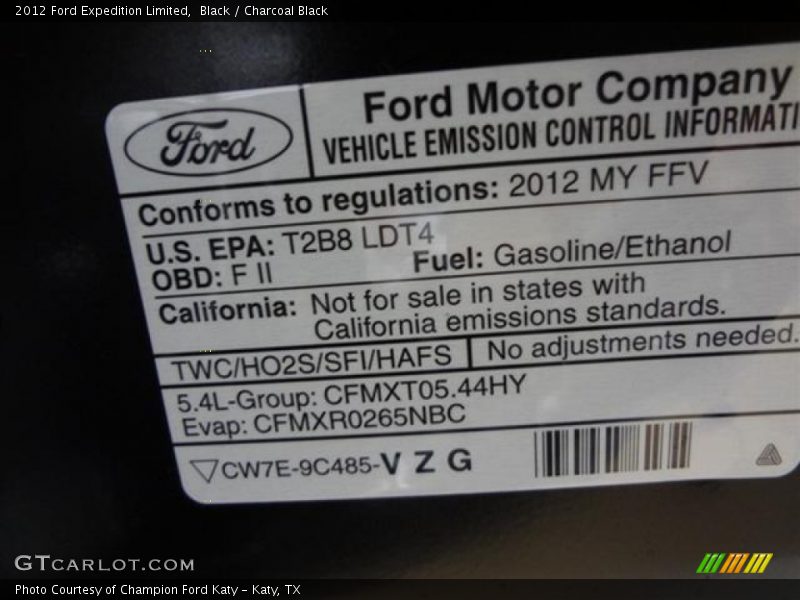 2012 Ford Expedition Limited,  Black / Charcoal Black
Ford
Ford Motor Company
VEHICLE EMISSION CONTROL INFORMATI
Conforms to regulations: 2012 MY FFV
U.S. EPA: T2B8 LDT4
OBD: F II
Fuel: Gasoline/Ethanol
California: Not for sale in states with
California emissions standards.
TWC/HO2S/SFI/HAFS
No adjustments needed.
5.4L-Group: CFMXT05.44HY
Evap: CFMXR0265NBC
CW7E-9C485-V Z G
GTCARLOT.COM
Photo Courtesy of Champion Ford Katy – Katy, TX